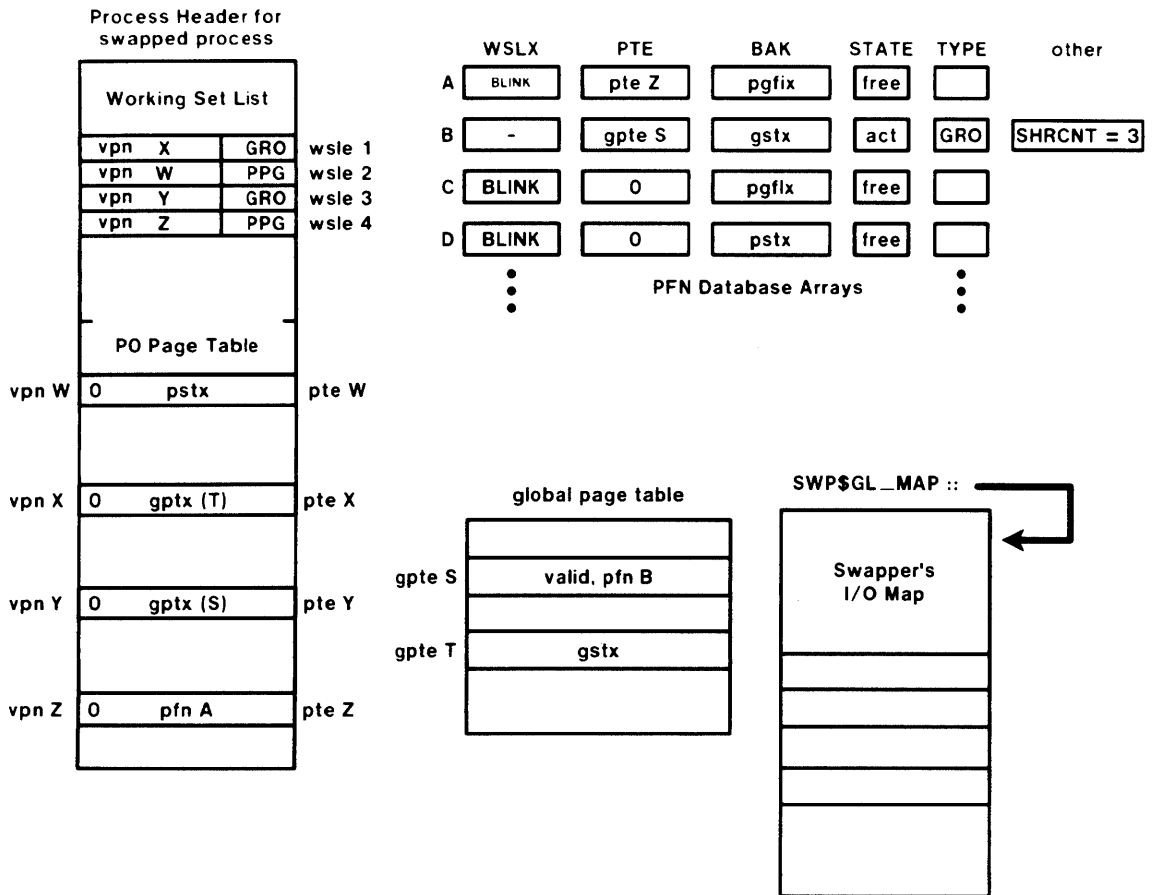 Process Header for
swapped process
Working Set List
vpn X GRO wsle 1
vpn W PPG wsle 2
vpn Y GRO wsle 3
vpn Z PPG wsle 4
PO Page Table
vpn W 0 pstx pte W
vpn X 0 gptx (T) pte X
vpn Y 0 gptx (S) pte Y
vpn Z 0 pfn A pte Z
WSLX PTE BAK STATE TYPE other
A BLINK pte Z pgfix free
B - gpte S gstx act GRO SHRCNT = 3
C BLINK 0 pgflx free
D BLINK 0 pstx free
PFN Database Arrays
global page table
gpte S valid, pfn B
gpte T gstx
SWP$GL_MAP ::
Swapper's
I/O Map